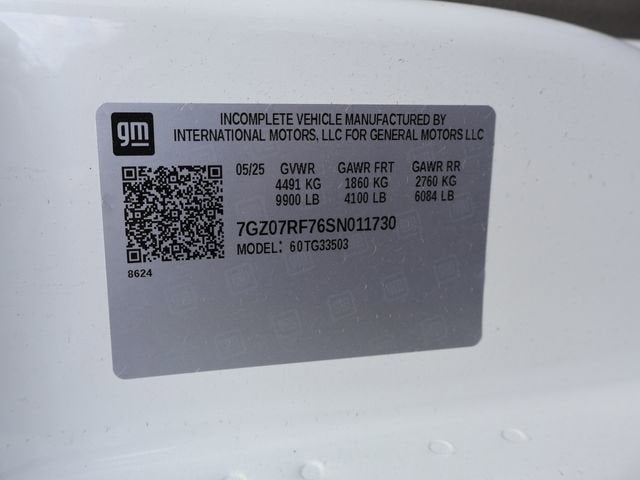 gm
INCOMPLETE VEHICLE MANUFACTURED BY
INTERNATIONAL MOTORS, LLC FOR GENERAL MOTORS LLC
05/25 GVWR GAWR FRT GAWR RR
4491 KG 1860 KG 2760 KG
9900 LB 4100 LB 6084 LB
7GZ07RF76SN011730
MODEL: 60TG33503
8624